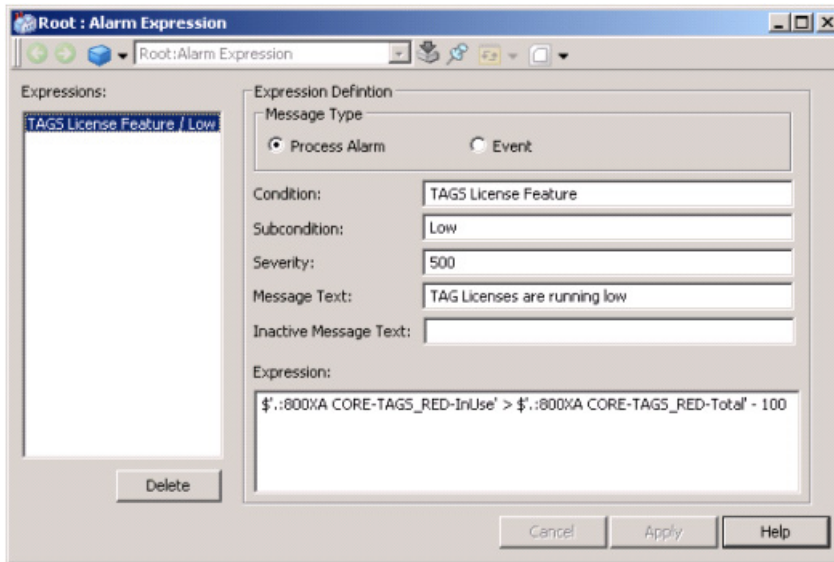 Root : Alarm Expression
Root:Alarm Expression
Expressions:
TAGS License Feature / Low
Expression Defintion
Message Type
Process Alarm
Event
Condition:
TAGS License Feature
Subcondition:
Low
Severity:
500
Message Text:
TAG Licenses are running low
Inactive Message Text:
Expression:
$'.:800XA CORE-TAGS_RED-InUse' > $'.:800XA CORE-TAGS_RED-Total' - 100
Delete
Cancel
Apply
Help